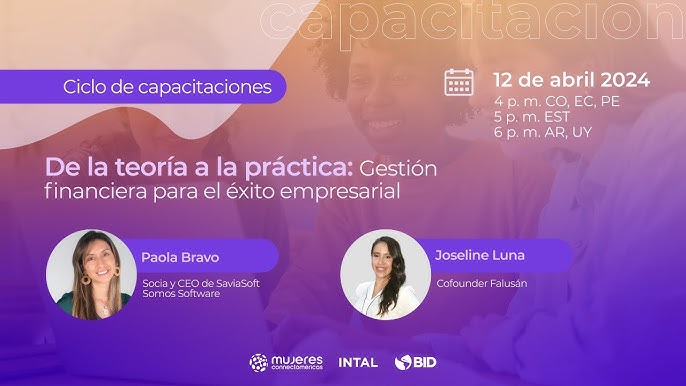 capacitacion
Ciclo de capacitaciones
12 de abril 2024
4 p. m. CO, EC, PE
5 p. m. EST
6 p. m. AR, UY
De la teoría a la práctica: Gestión
financiera para el éxito empresarial
Paola Bravo
Socia y CEO de SaviaSoft
Somos Software
Joseline Luna
Cofounder Falusán
mujeres
connectaméricas
INTAL
BID